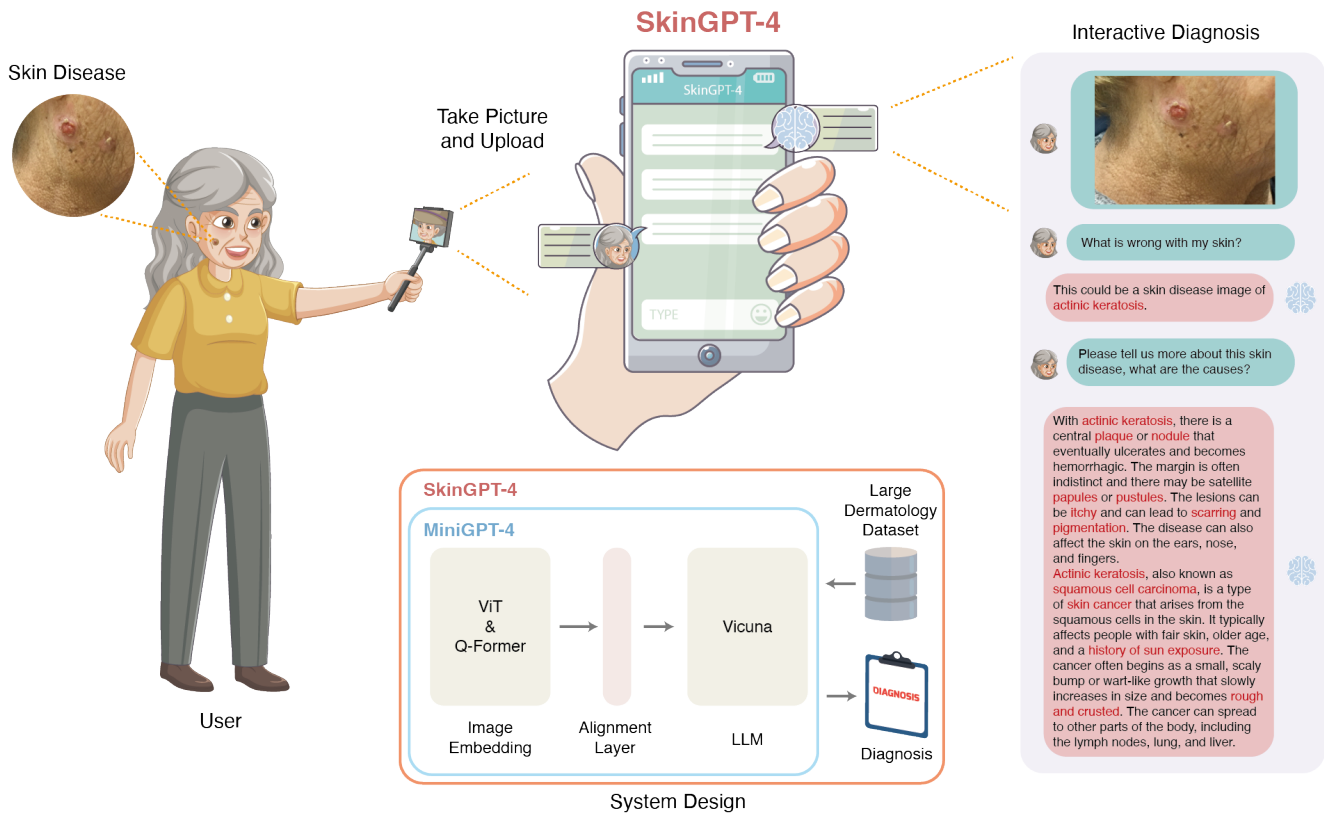 SkinGPT-4
Skin Disease
Take Picture
and Upload
SkinGPT-4
TYPE
Interactive Diagnosis
What is wrong with my skin?
This could be a skin disease image of
actinic keratosis.
Please tell us more about this skin
disease, what are the causes?
With actinic keratosis, there is a
central plaque or nodule that
eventually ulcerates and becomes
hemorrhagic. The margin is often
indistinct and there may be satellite
papules or pustules. The lesions can
be itchy and can lead to scarring and
pigmentation. The disease can also
affect the skin on the ears, nose,
and fingers.
Actinic keratosis, also known as
squamous cell carcinoma, is a type
of skin cancer that arises from the
squamous cells in the skin. It typically
affects people with fair skin, older age,
and a history of sun exposure. The
cancer often begins as a small, scaly
bump or wart-like growth that slowly
increases in size and becomes rough
and crusted. The cancer can spread
to other parts of the body, including
the lymph nodes, lung, and liver.
User
SkinGPT-4
MiniGPT-4
ViT
&
Q-Former
Image
Embedding
Alignment
Layer
Vicuna
LLM
Large
Dermatology
Dataset
DIAGNOSIS
Diagnosis
System Design